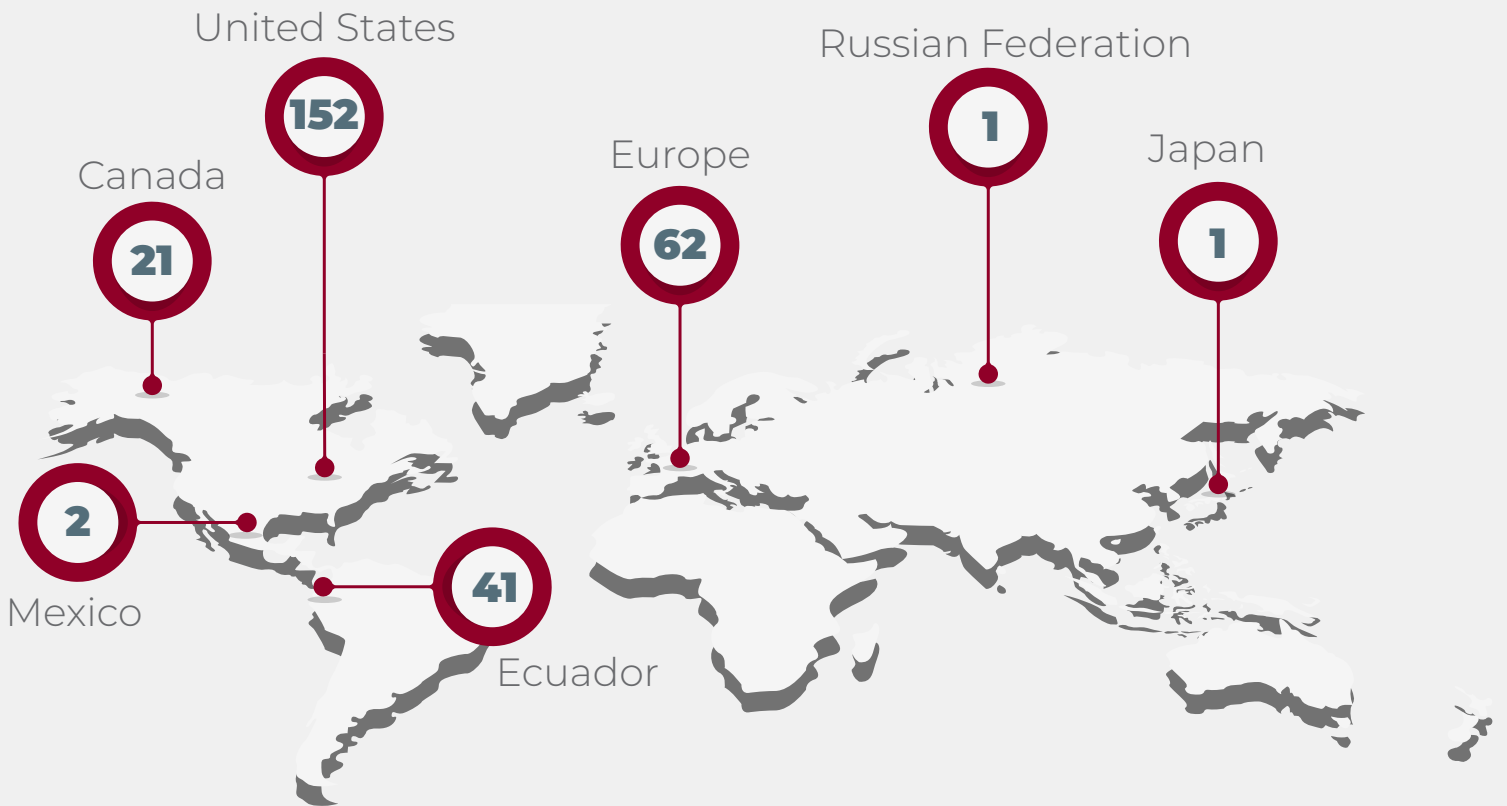 United States
152
Canada
21
Europe
62
Russian Federation
1
Japan
1
2
Mexico
41
Ecuador